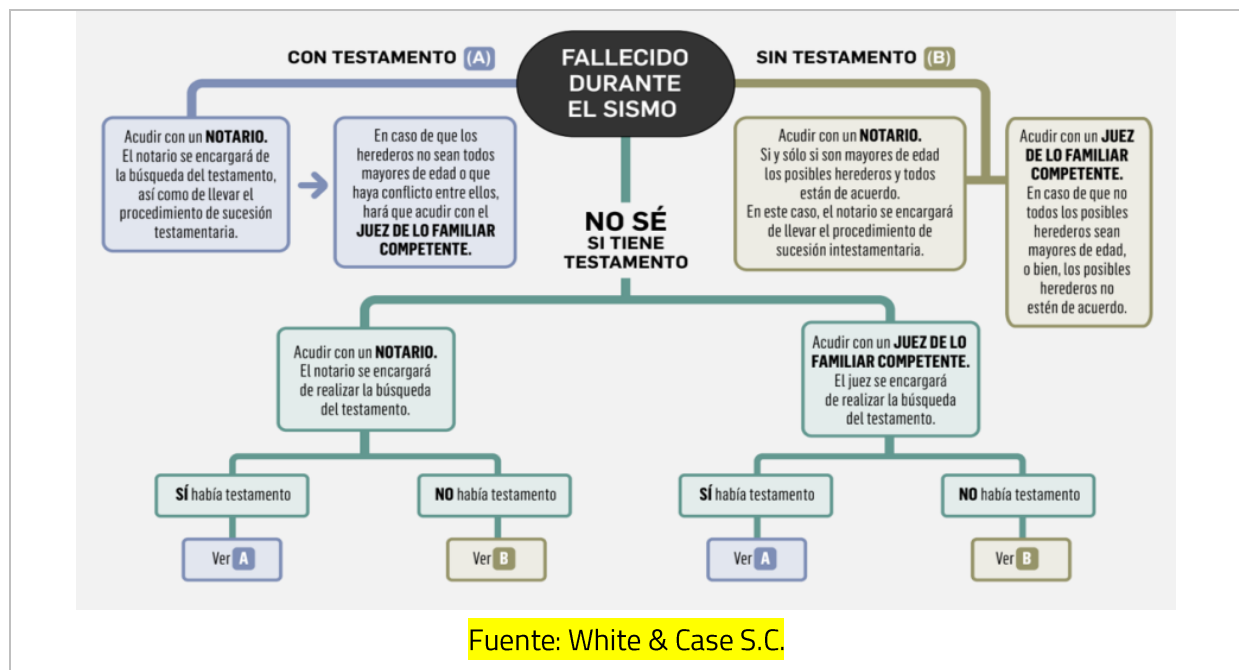 CON TESTAMENTO (A)
FALLECIDO
DURANTE
EL SISMO
SIN TESTAMENTO (B)
Acudir con un NOTARIO.
El notario se encargará de
la búsqueda del testamento,
así como de llevar el
procedimiento de sucesión
testamentaria.
En caso de que los
herederos no sean todos
mayores de edad o que
haya conflicto entre ellos,
hará que acudir con el
JUEZ DE LO FAMILIAR
COMPETENTE.
Acudir con un NOTARIO.
Si y sólo si son mayores de edad
los posibles herederos y todos
están de acuerdo.
En este caso, el notario se encargará
de llevar el procedimiento de
sucesión intestamentaria.
Acudir con un JUEZ
DE LO FAMILIAR
COMPETENTE.
En caso de que no
todos los posibles
herederos sean
mayores de edad,
o bien, los posibles
herederos no
estén de acuerdo.
NO SÉ
SI TIENE
TESTAMENTO
Acudir con un NOTARIO.
El notario se encargará
de realizar la búsqueda
del testamento.
Acudir con un JUEZ DE LO
FAMILIAR COMPETENTE.
El juez se encargará
de realizar la búsqueda
del testamento.
SÍ había testamento
NO había testamento
SÍ había testamento
NO había testamento
Ver A
Ver B
Ver A
Ver B
Fuente: White & Case S.C.